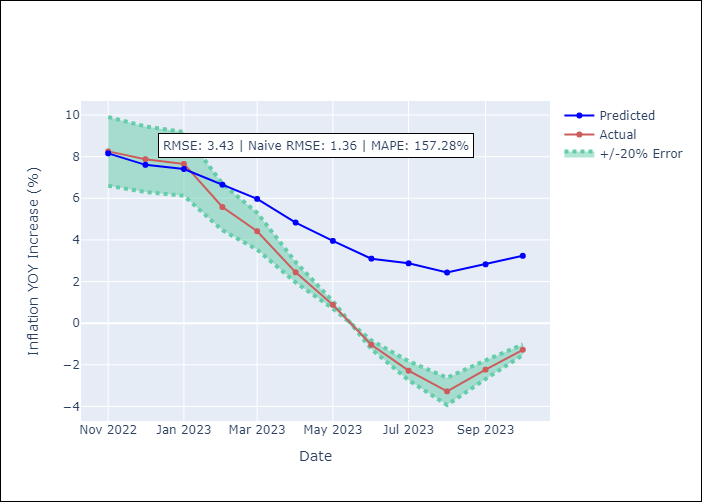 RMSE: 3.43 | Naive RMSE: 1.36 | MAPE: 157.28%
Predicted
Actual
+/-20% Error
Inflation YOY Increase (%)
10
8
6
4
2
0
−2
−4
Nov 2022
Jan 2023
Mar 2023
May 2023
Jul 2023
Sep 2023
Date